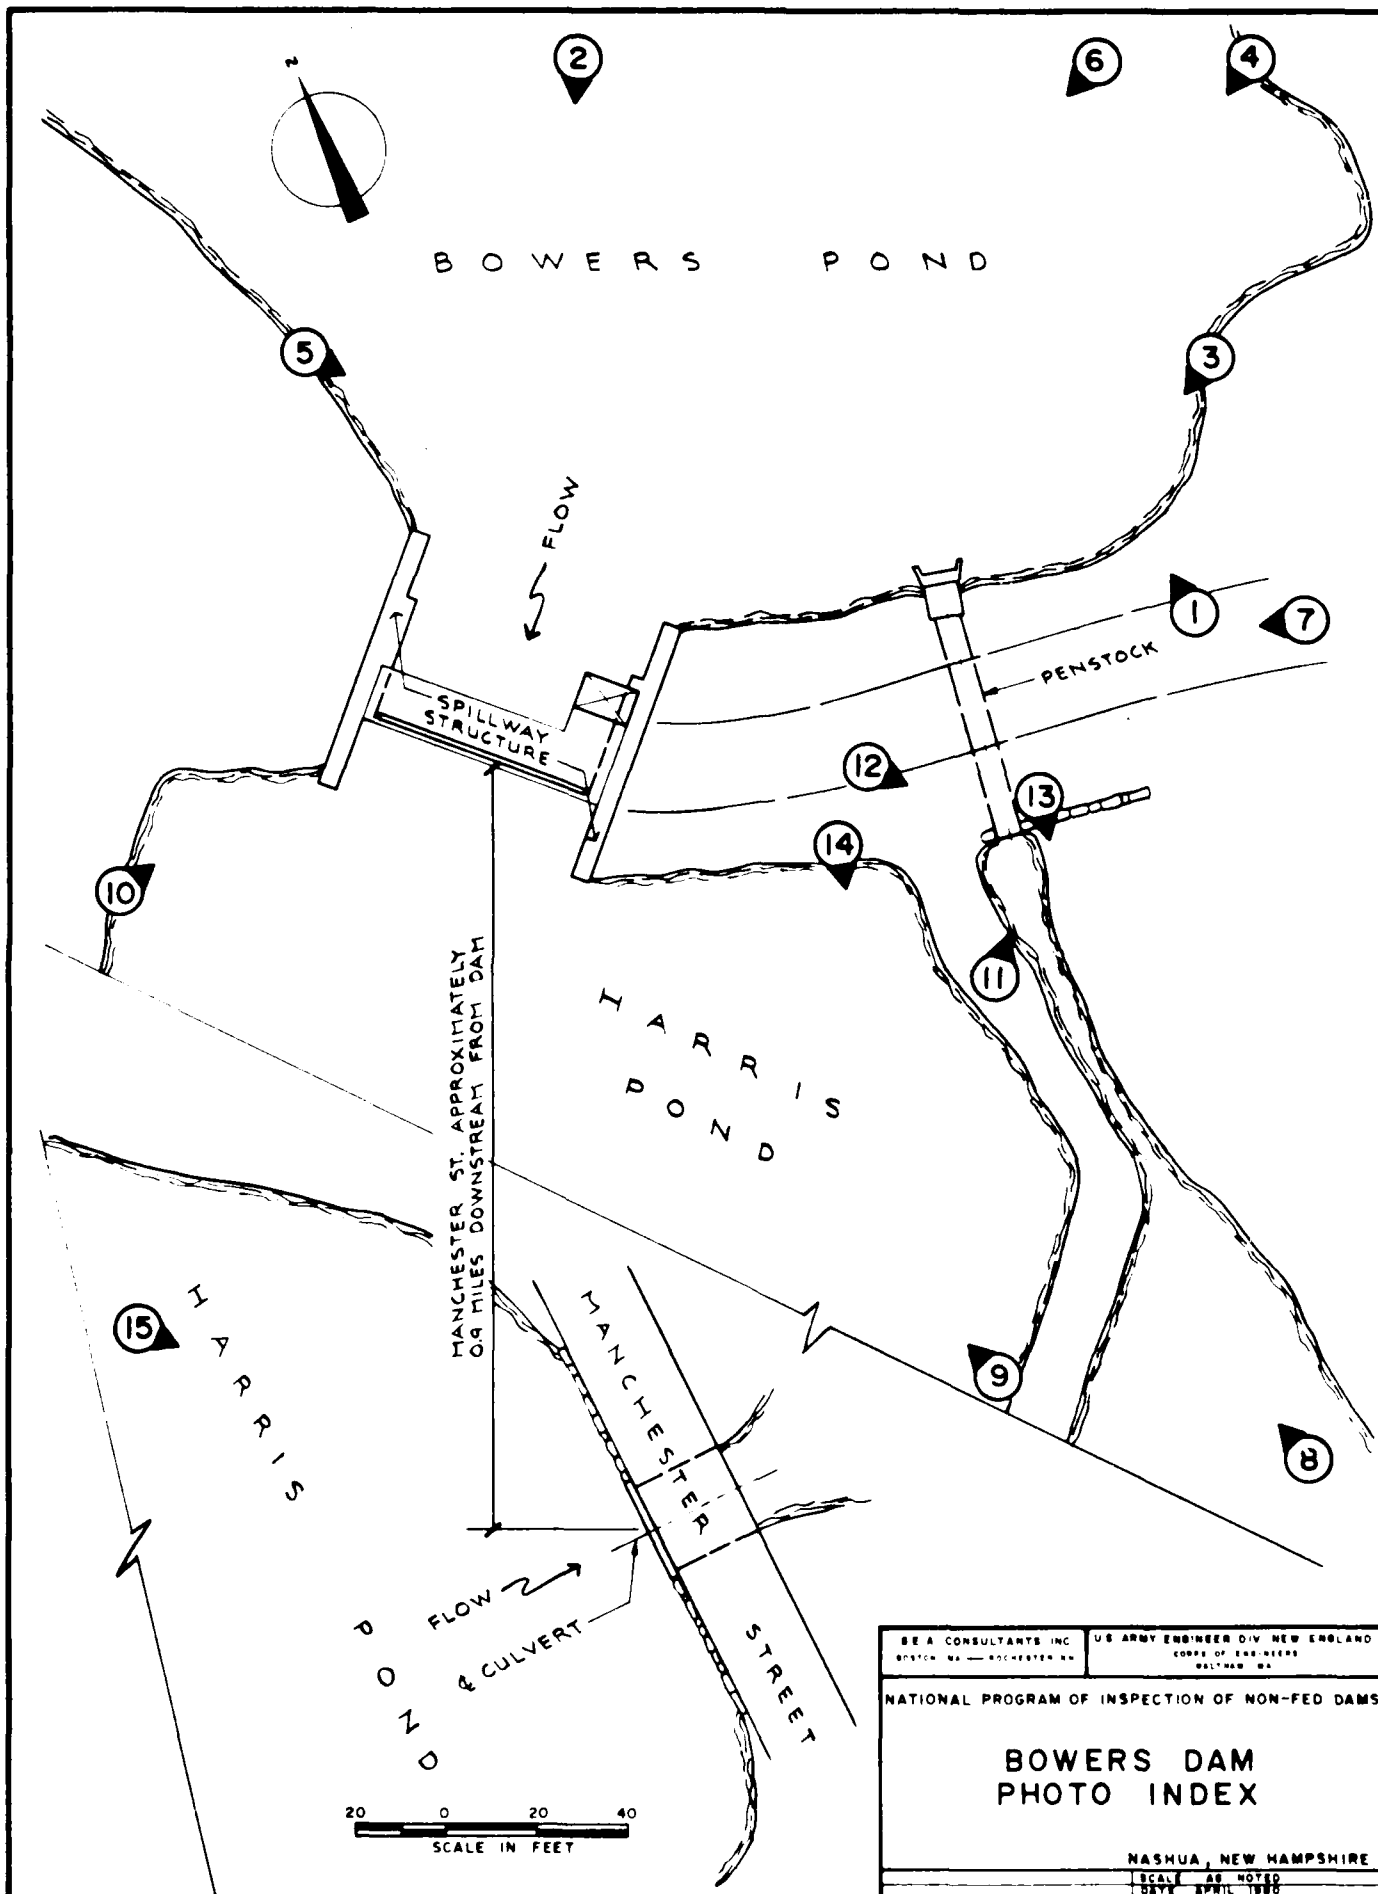 N
2
6
4
BOWERS POND
5
3
FLOW
1
7
PENSTOCK
SPILLWAY
STRUCTURE
12
13
14
10
11
MANCHESTER ST. APPROXIMATELY
0.9 MILES DOWNSTREAM FROM DAM
HARRIS
POND
15
HARRIS
POND
MANCHESTER
STREET
9
8
FLOW
℄ CULVERT
20 0 20 40
SCALE IN FEET
S E A CONSULTANTS INC
BOSTON MA — ROCHESTER NH
U S ARMY ENGINEER DIV NEW ENGLAND
CORPS OF ENGINEERS
WALTHAM MA
NATIONAL PROGRAM OF INSPECTION OF NON-FED DAMS
BOWERS DAM
PHOTO INDEX
NASHUA, NEW HAMPSHIRE
SCALE AS NOTED
DATE APRIL 1980